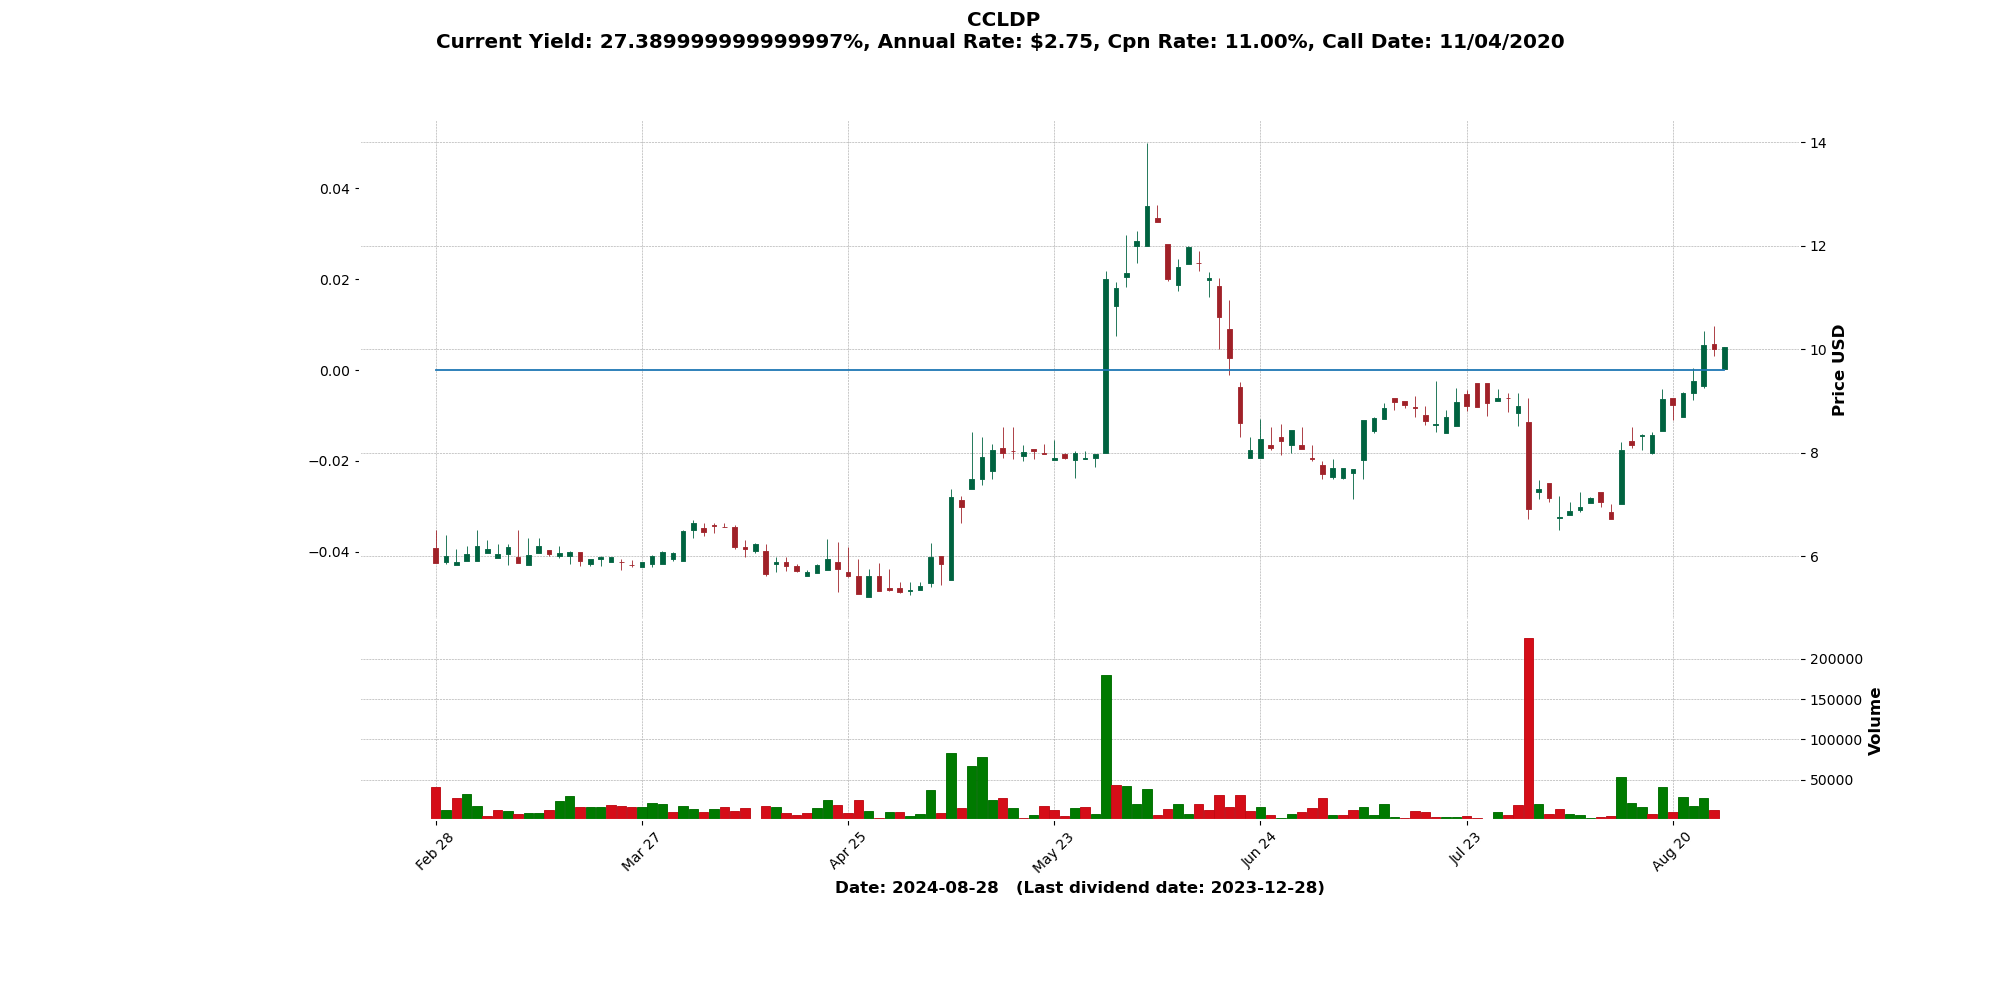 CCLDP
Current Yield: 27.389999999999997%, Annual Rate: $2.75, Cpn Rate: 11.00%, Call Date: 11/04/2020
0.04
0.02
0.00
−0.02
−0.04
14
12
10
8
6
Price USD
200000
150000
100000
50000
Volume
Feb 28
Mar 27
Apr 25
May 23
Jun 24
Jul 23
Aug 20
Date: 2024-08-28   (Last dividend date: 2023-12-28)